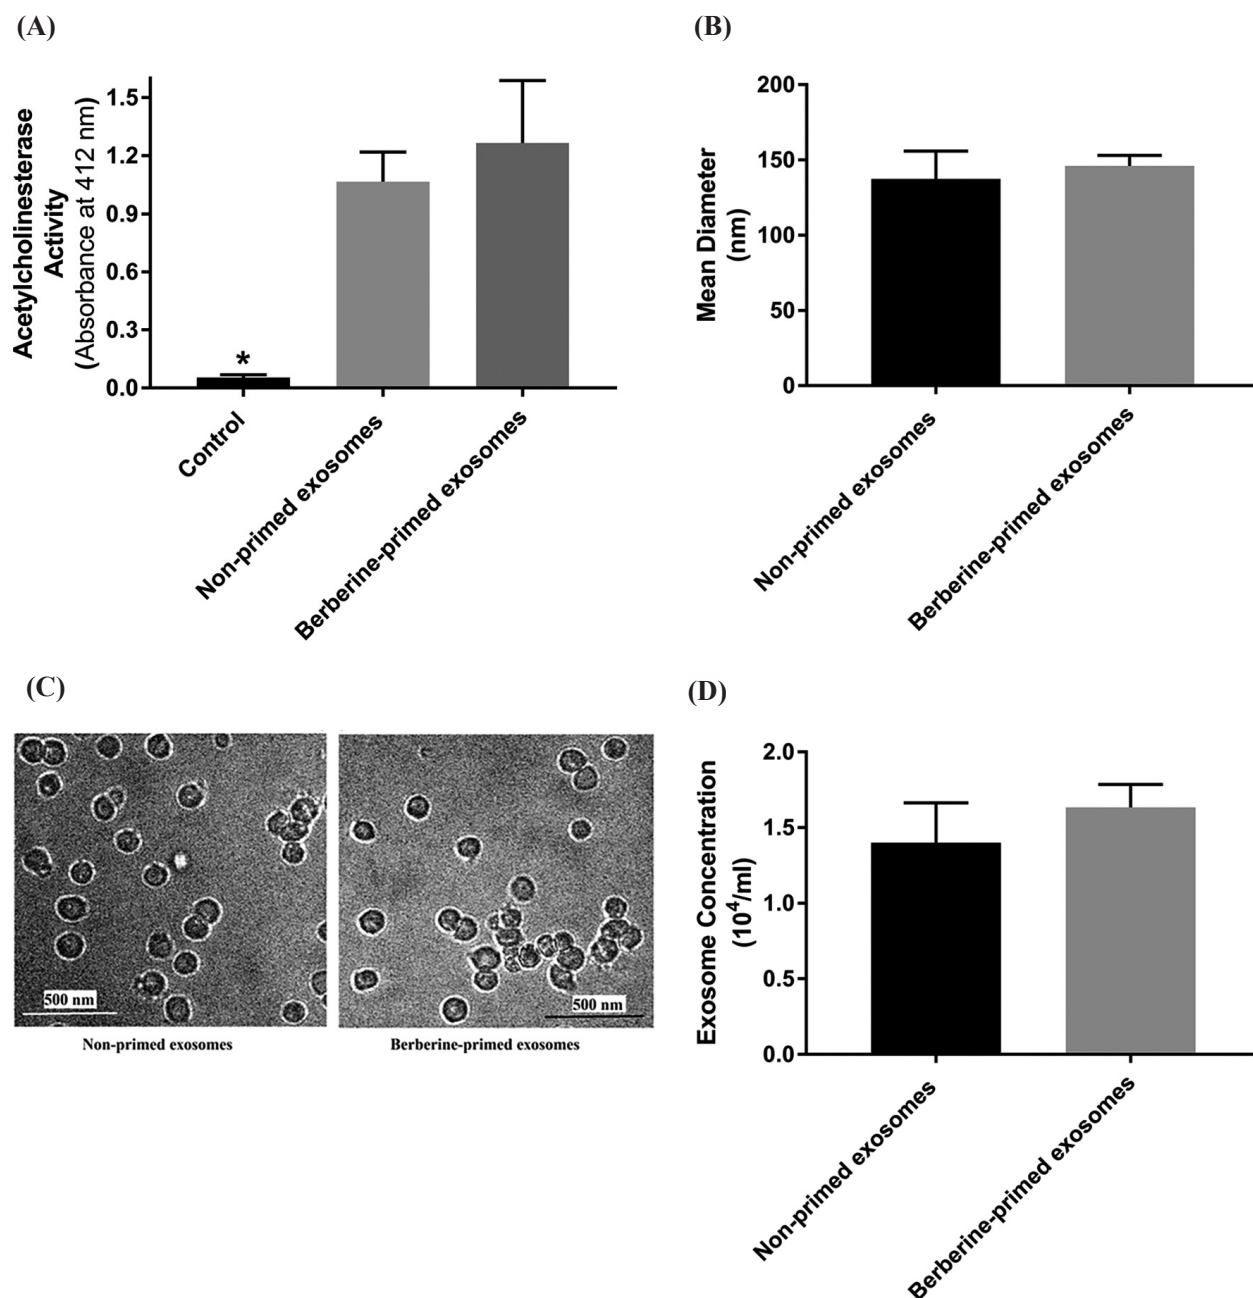 (A)
Acetylcholinesterase
Activity
(Absorbance at 412 nm)
1.5
1.2
0.9
0.6
0.3
0.0
*
Control
Non-primed exosomes
Berberine-primed exosomes
(B)
Mean Diameter
(nm)
200
150
100
50
0
Non-primed exosomes
Berberine-primed exosomes
(C)
500 nm
Non-primed exosomes
500 nm
Berberine-primed exosomes
(D)
Exosome Concentration
(10⁴/ml)
2.0
1.5
1.0
0.5
0.0
Non-primed exosomes
Berberine-primed exosomes